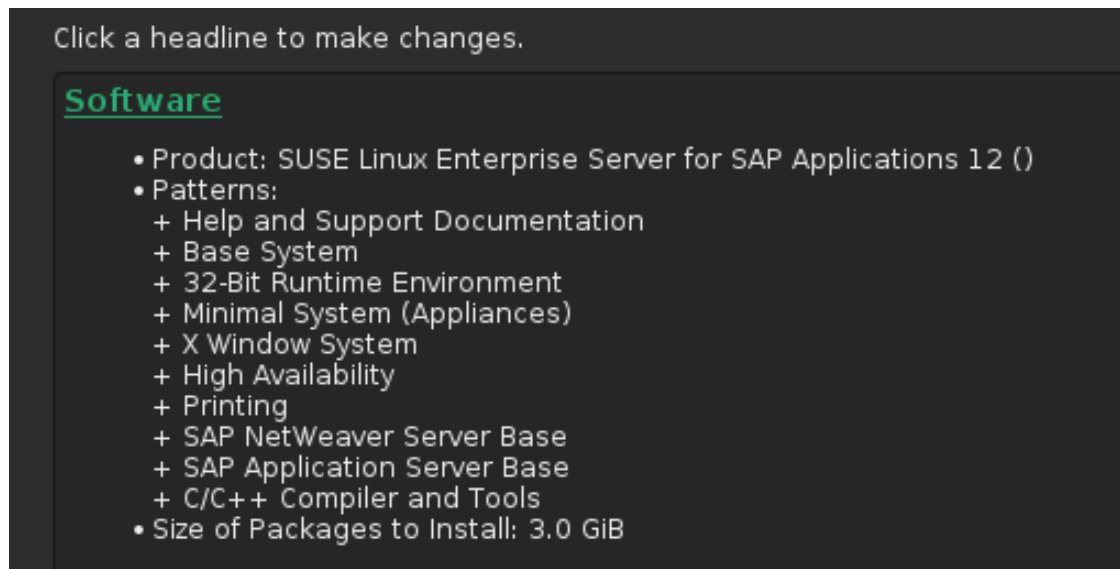 Click a headline to make changes.
Software
• Product: SUSE Linux Enterprise Server for SAP Applications 12 ()
• Patterns:
+ Help and Support Documentation
+ Base System
+ 32-Bit Runtime Environment
+ Minimal System (Appliances)
+ X Window System
+ High Availability
+ Printing
+ SAP NetWeaver Server Base
+ SAP Application Server Base
+ C/C++ Compiler and Tools
• Size of Packages to Install: 3.0 GiB